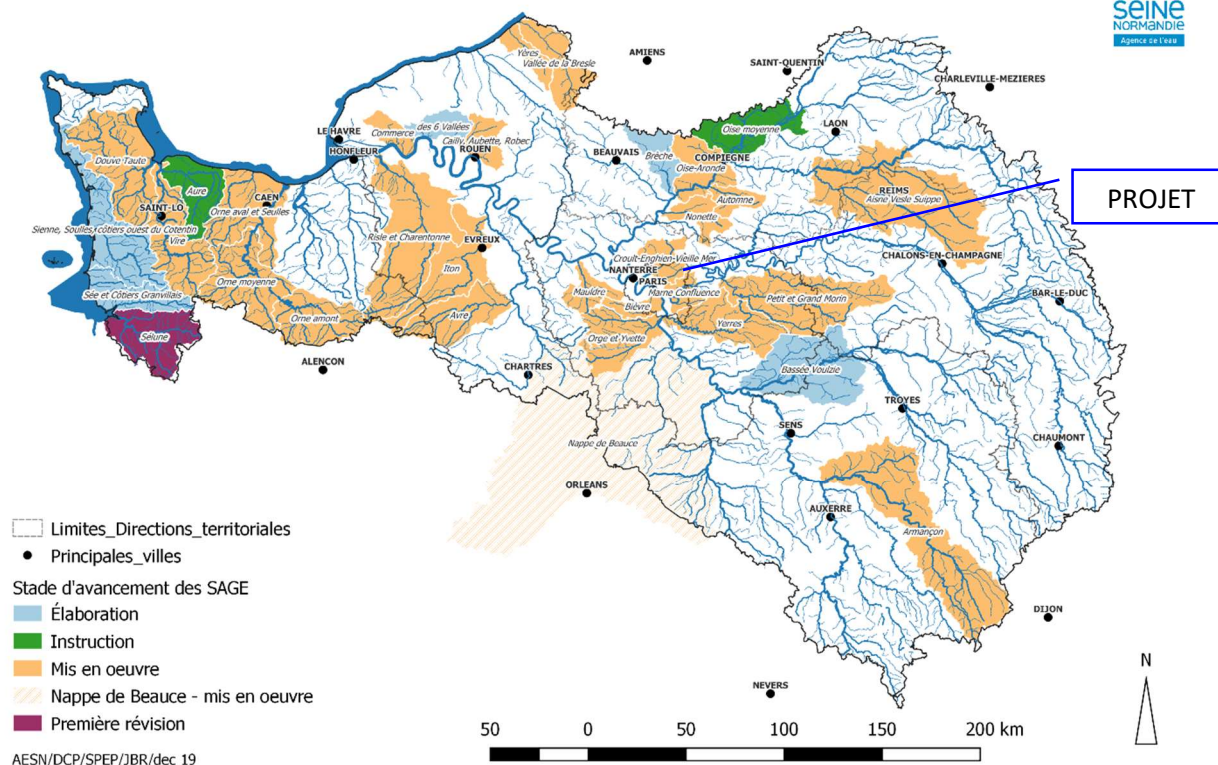 SEINE
NORMANDIE
Agence de l'eau
AMIENS
SAINT-QUENTIN
CHARLEVILLE-MEZIERES
Yères
Vallée de la Bresle
LE HAVRE
HONFLEUR
Commerce
des 6 Vallées
Cailly, Aubette, Robec
ROUEN
BEAUVAIS
Brèche
Oise moyenne
LAON
COMPIEGNE
Oise-Aronde
Automne
Nonette
REIMS
Aisne Vesle Suippe
PROJET
Douve Taute
Aure
SAINT-LÔ
CAEN
Orne aval et Seulles
Sienne, Soulles, côtiers ouest du Cotentin
Vire
Risle et Charentonne
EVREUX
Iton
Croult-Enghien-Vieille Mer
NANTERRE
PARIS
Marne Confluence
CHALONS-EN-CHAMPAGNE
BAR-LE-DUC
Orne moyenne
Sée et Côtiers Granvillais
Orne amont
Avre
Mauldre
Bièvre
Petit et Grand Morin
Yerres
Orge et Yvette
Sélune
ALENCON
CHARTRES
Bassée Voulzie
TROYES
SENS
CHAUMONT
Nappe de Beauce
ORLEANS
AUXERRE
Armançon
DIJON
NEVERS
Limites_Directions_territoriales
Principales_villes
Stade d'avancement des SAGE
Élaboration
Instruction
Mis en oeuvre
Nappe de Beauce - mis en oeuvre
Première révision
AESN/DCP/SPEP/JBR/dec 19
50 0 50 100 150 200 km
N